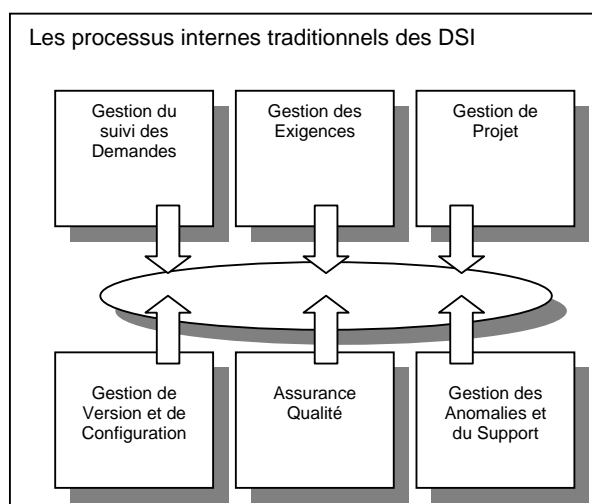 Les processus internes traditionnels des DSI
Gestion du
suivi des
Demandes
Gestion des
Exigences
Gestion de
Projet
Gestion de
Version et de
Configuration
Assurance
Qualité
Gestion des
Anomalies et
du Support